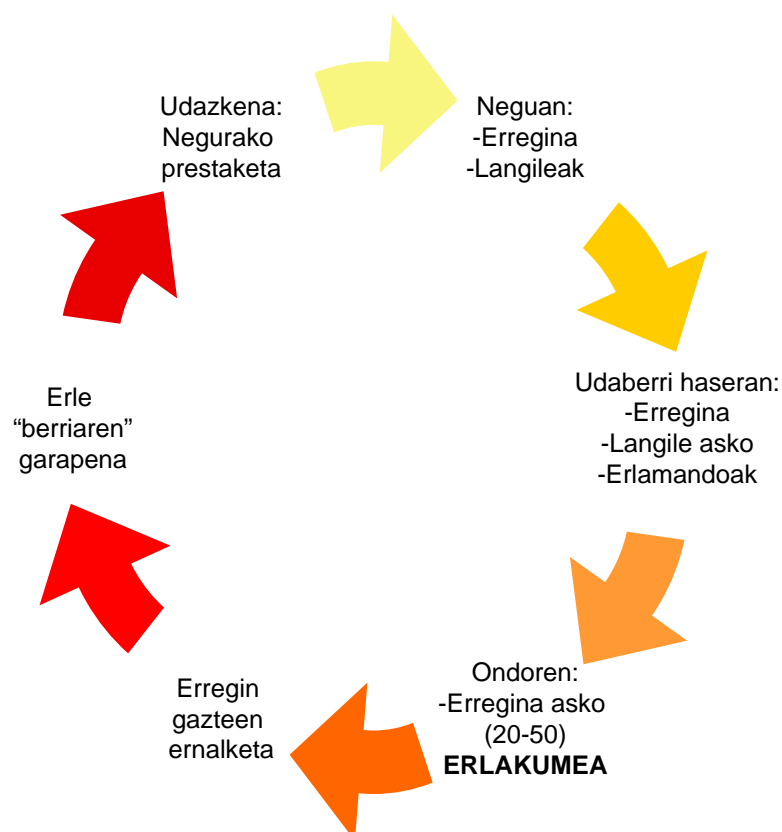 Udazkena:
Negurako
prestaketa
Neguan:
-Erregina
-Langileak
Udaberri haseran:
-Erregina
-Langile asko
-Erlamandoak
Ondoren:
-Erregina asko
(20-50)
ERLAKUMEA
Erregin
gazteen
ernalketa
Erle
“berriaren”
garapena